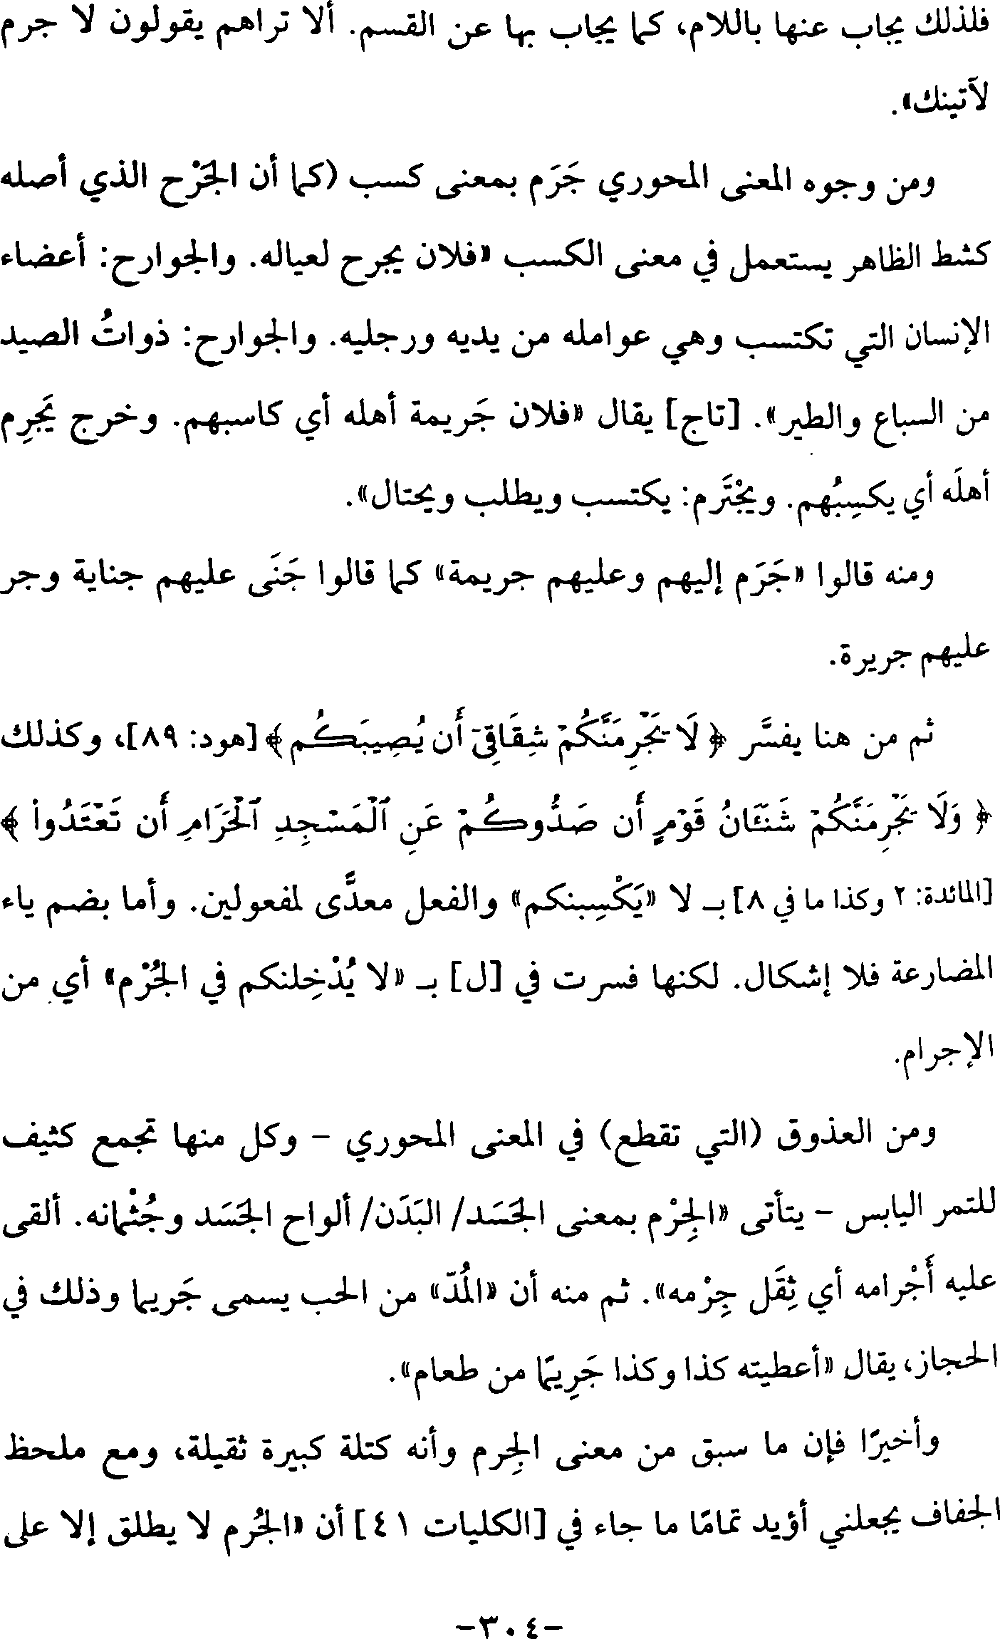 فلذلك يجاب عنها باللام، كما يجاب بها عن القسم. ألا تراهم يقولون لا جرم
لآتينك».
ومن وجوه المعنى المحوري جَرَم بمعنى كسب (كما أن الجَرْح الذي أصله
كشط الظاهر يستعمل في معنى الكسب «فلان يجرح لعياله. والجوارح: أعضاء
الإنسان التي تكتسب وهي عوامله من يديه ورجليه. والجوارح: ذواتُ الصيد
من السباع والطير». [تاج] يقال «فلان جَريمة أهله أي كاسبهم. وخرج يَجرِم
أهلَه أي يكسِبُهم. ويجْتَرم: يكتسب ويطلب ويحتال».
ومنه قالوا «جَرَم إليهم وعليهم جريمة» كما قالوا جَنَى عليهم جناية وجر
عليهم جريرة.
ثم من هنا يفسَّر ﴿ لَا يَجْرِمَنَّكُمْ شِقَاقِىٓ أَن يُصِيبَكُم ﴾ [هود: ٨٩]، وكذلك
﴿ وَلَا يَجْرِمَنَّكُمْ شَنَـَٔانُ قَوْمٍ أَن صَدُّوكُمْ عَنِ ٱلْمَسْجِدِ ٱلْحَرَامِ أَن تَعْتَدُوا۟ ﴾
[المائدة: ٢ وكذا ما في ٨] بـ لا «يَكْسِبنكم» والفعل معدًّى لمفعولين. وأما بضم ياء
المضارعة فلا إشكال. لكنها فسرت في [ل] بـ «لا يُدْخِلنكم في الجُرْم» أي من
الإجرام.
ومن العذوق (التي تقطع) في المعنى المحوري – وكل منها تجمع كثيف
للتمر اليابس – يتأتى «الجِرْم بمعنى الجَسَد/ البَدَن/ ألواح الجَسَد وجُثْمانه. ألقى
عليه أَجْرامه أي ثِقَل جِرْمه». ثم منه أن «المُدّ» من الحب يسمى جَريما وذلك في
الحجاز، يقال «أعطيته كذا وكذا جَرِيمًا من طعام».
وأخيرًا فإن ما سبق من معنى الجِرم وأنه كتلة كبيرة ثقيلة، ومع ملحظ
الجفاف يجعلني أؤيد تمامًا ما جاء في [الكليات ٤١] أن «الجُرم لا يطلق إلا على
-٣٠٤-